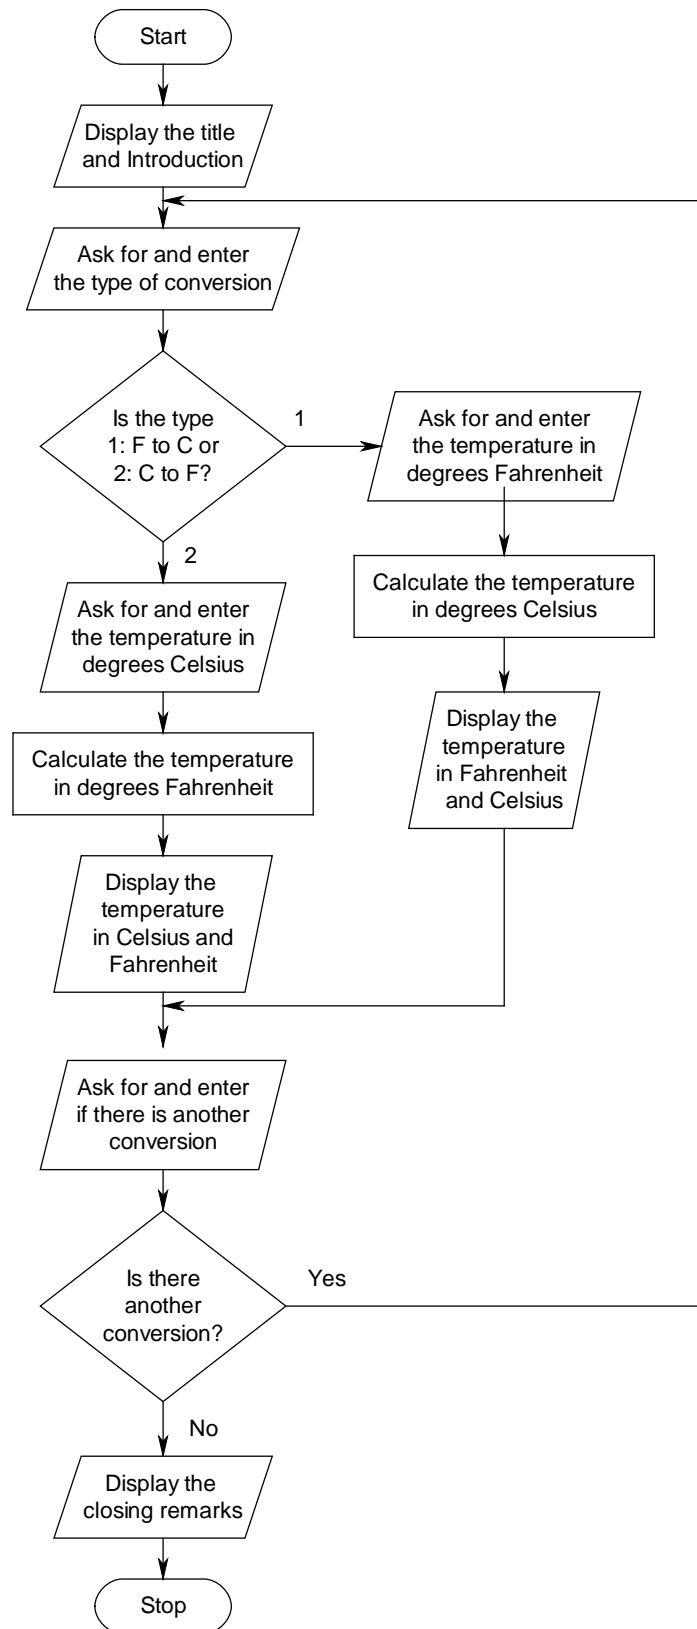 Start
Display the title
and Introduction
Ask for and enter
the type of conversion
Is the type
1: F to C or
2: C to F?
1
Ask for and enter
the temperature in
degrees Fahrenheit
Calculate the temperature
in degrees Celsius
Display the
temperature
in Fahrenheit
and Celsius
2
Ask for and enter
the temperature in
degrees Celsius
Calculate the temperature
in degrees Fahrenheit
Display the
temperature
in Celsius and
Fahrenheit
Ask for and enter
if there is another
conversion
Is there
another
conversion?
Yes
No
Display the
closing remarks
Stop